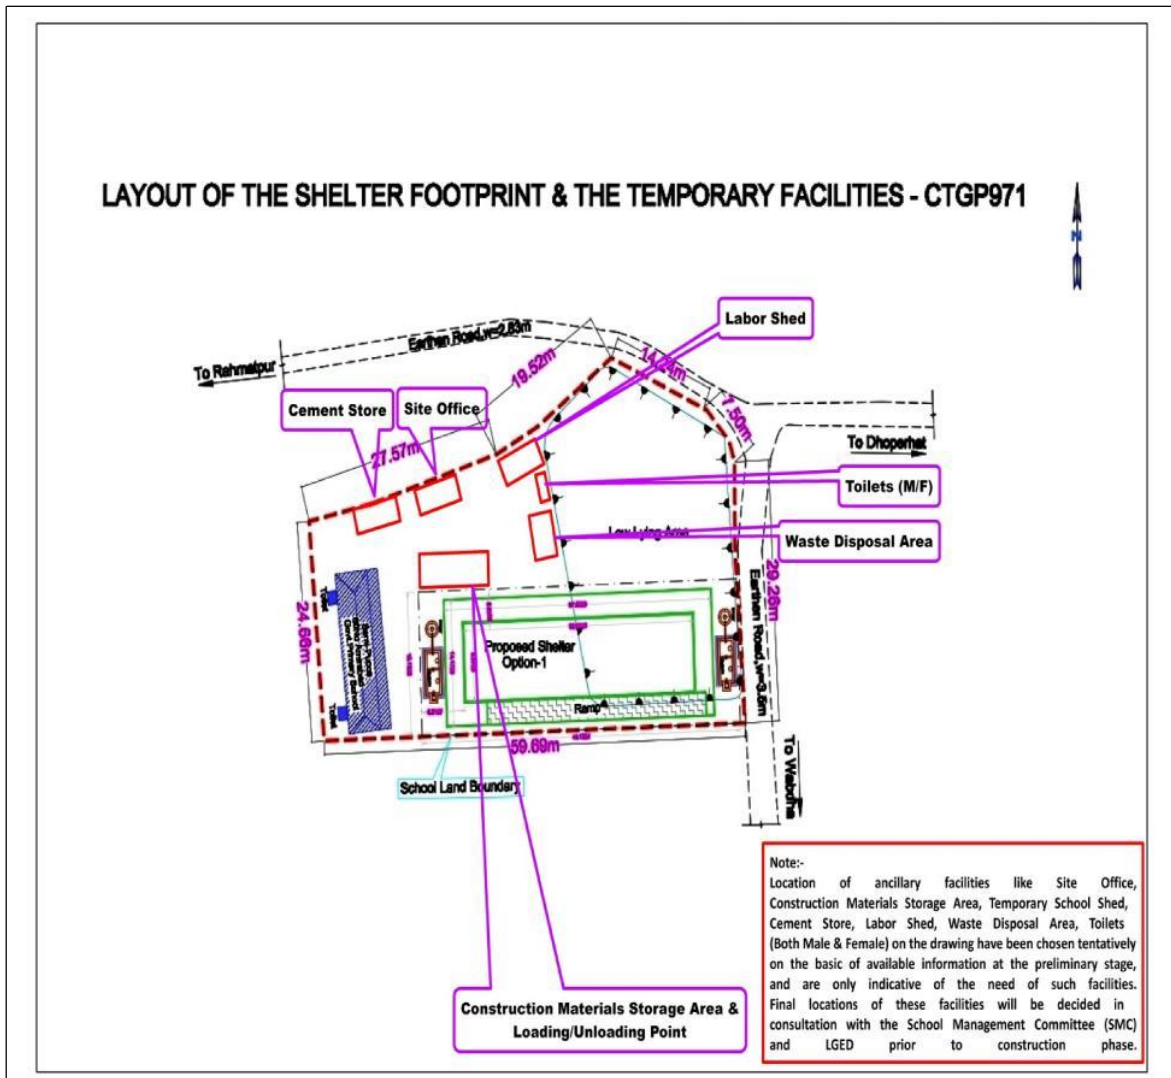 LAYOUT OF THE SHELTER FOOTPRINT & THE TEMPORARY FACILITIES - CTGP971
N
Labor Shed
Earthen Road,w=2.83m
To Rahmatpur
19.52m
14.24m
7.50m
Cement Store
Site Office
27.57m
To Dhoperhat
Toilets (M/F)
Low Lying Area
Waste Disposal Area
29.26m
Earthen Road,w=3.5m
24.66m
Toilet
Govt. Primary School
Toilet
Proposed Shelter
Option-1
Ramp
59.69m
School Land Boundary
Construction Materials Storage Area &
Loading/Unloading Point
Note:-
Location of ancillary facilities like Site Office,
Construction Materials Storage Area, Temporary School Shed,
Cement Store, Labor Shed, Waste Disposal Area, Toilets
(Both Male & Female) on the drawing have been chosen tentatively
on the basic of available information at the preliminary stage,
and are only indicative of the need of such facilities.
Final locations of these facilities will be decided in
consultation with the School Management Committee (SMC)
and LGED prior to construction phase.